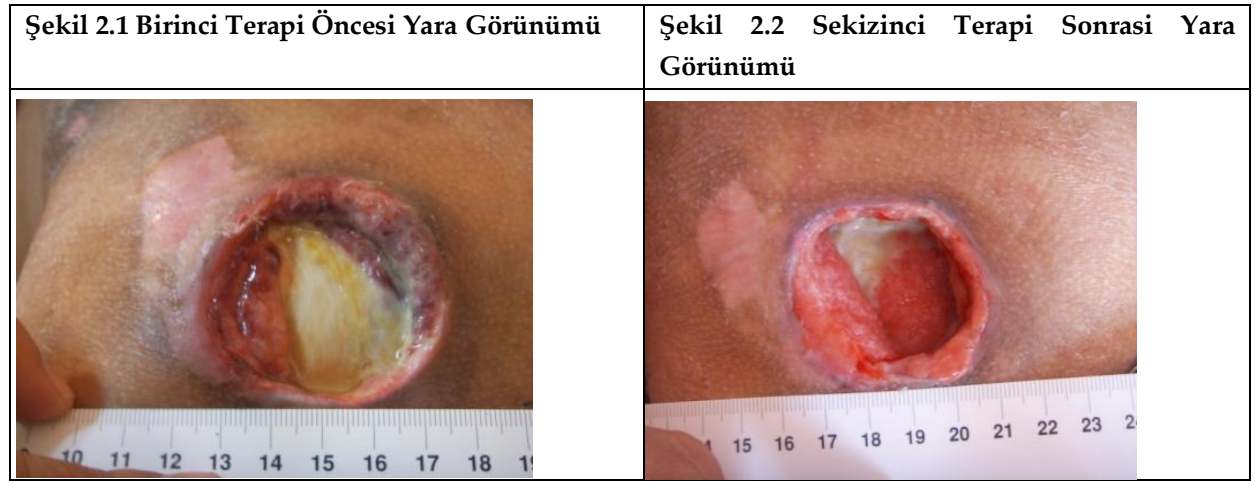 Şekil 2.1 Birinci Terapi Öncesi Yara Görünümü
Şekil 2.2 Sekizinci Terapi Sonrasi Yara
Görünümü
10 11 12 13 14 15 16 17 18
15 16 17 18 19 20 21 22 23